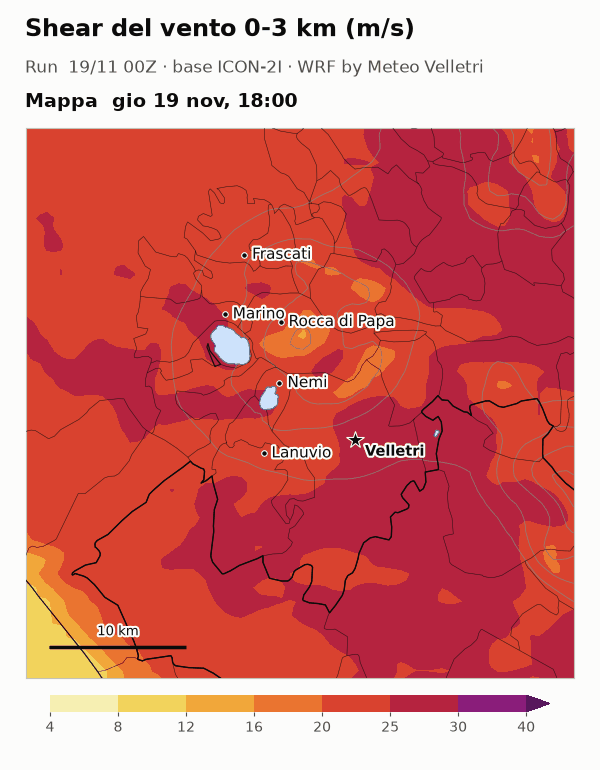 Shear del vento 0-3 km (m/s)
Run  19/11 00Z · base ICON-2I · WRF by Meteo Velletri
Mappa  gio 19 nov, 18:00
Frascati
Marino
Rocca di Papa
Nemi
Velletri
Lanuvio
10 km
4 8 12 16 20 25 30 40